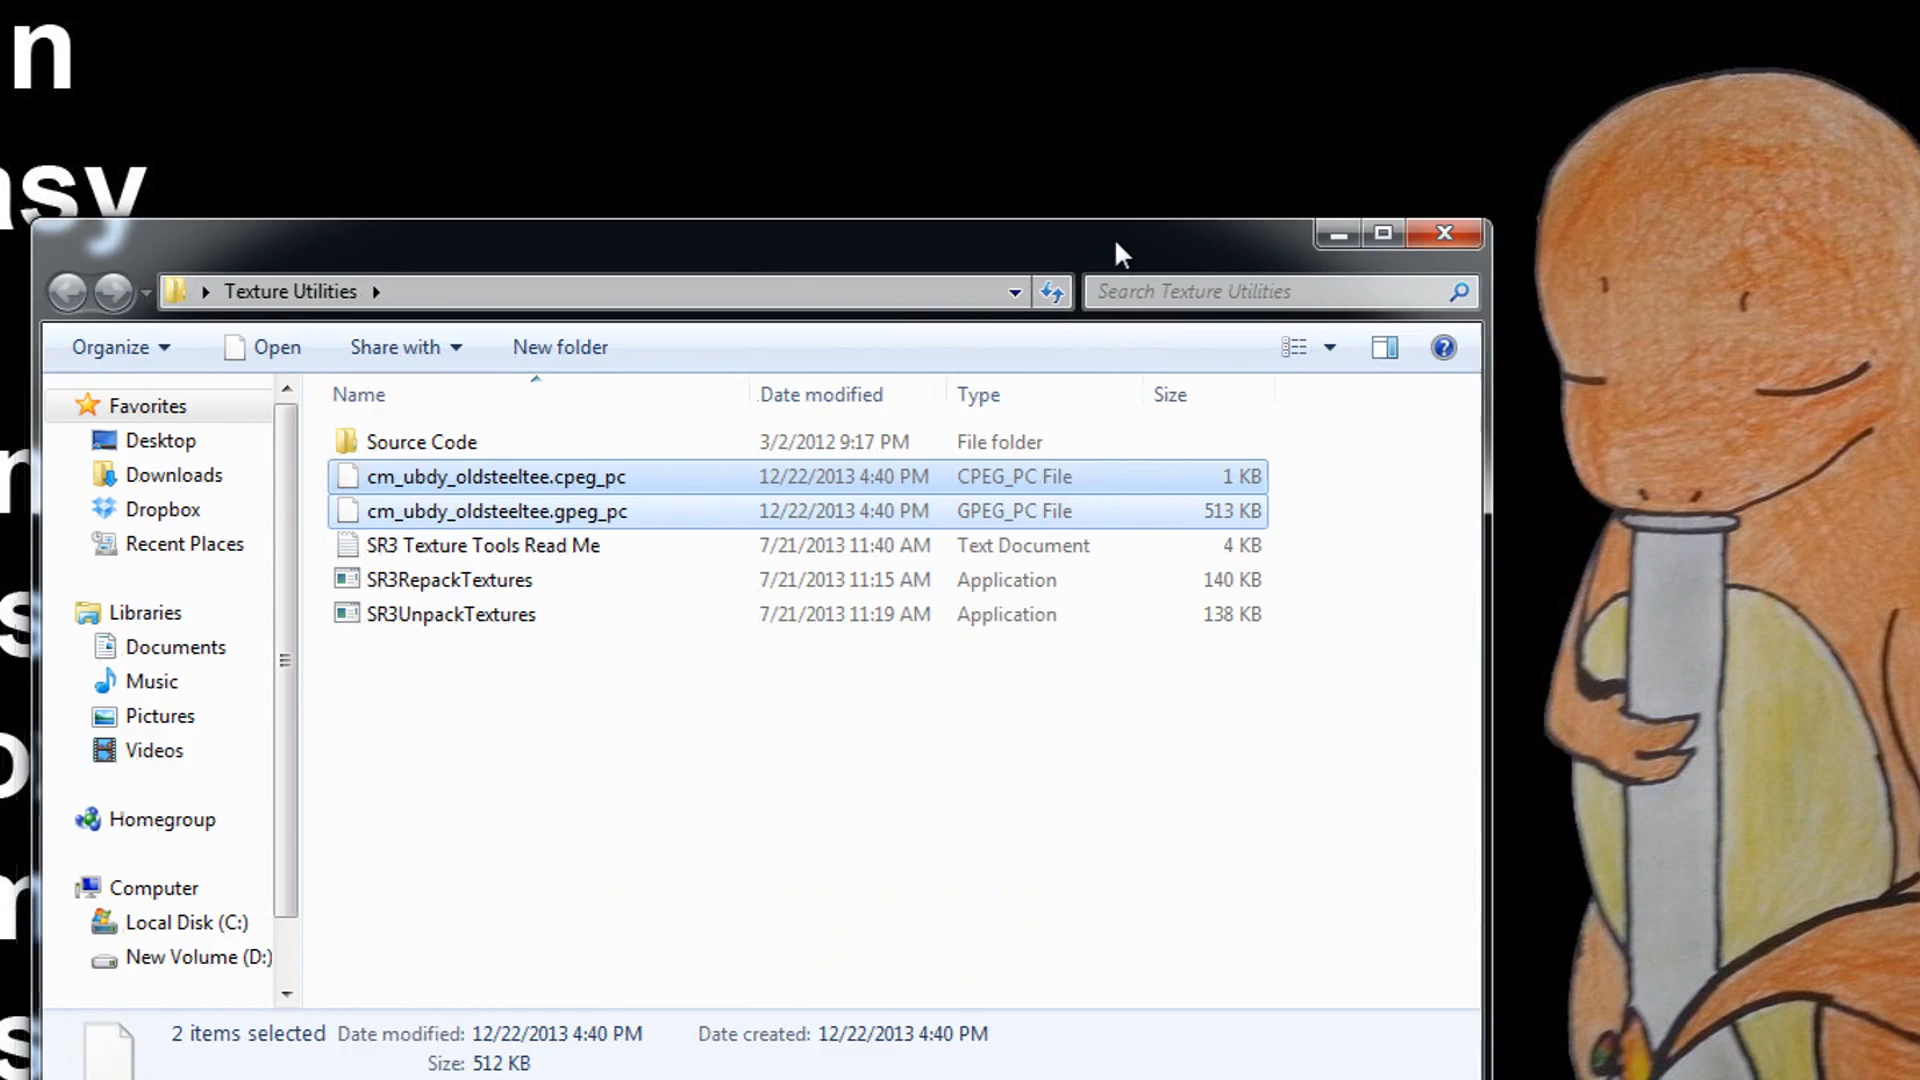 n
asy
Texture Utilities
Search Texture Utilities
Organize
Open
Share with
New folder
Name
Date modified
Type
Size
Favorites
Desktop
Downloads
Dropbox
Recent Places
Libraries
Documents
Music
Pictures
Videos
Homegroup
Computer
Local Disk (C:)
New Volume (D:)
Source Code 3/2/2012 9:17 PM File folder
cm_ubdy_oldsteeltee.cpeg_pc 12/22/2013 4:40 PM CPEG_PC File 1 KB
cm_ubdy_oldsteeltee.gpeg_pc 12/22/2013 4:40 PM GPEG_PC File 513 KB
SR3 Texture Tools Read Me 7/21/2013 11:40 AM Text Document 4 KB
SR3RepackTextures 7/21/2013 11:15 AM Application 140 KB
SR3UnpackTextures 7/21/2013 11:19 AM Application 138 KB
2 items selected Date modified: 12/22/2013 4:40 PM Date created: 12/22/2013 4:40 PM
Size: 512 KB